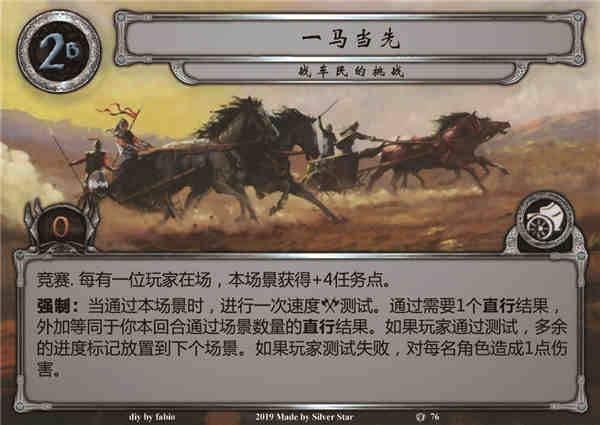 2B
一马当先
战车民的挑战
0
竞赛. 每有一位玩家在场，本场景获得+4任务点。
强制：当通过本场景时，进行一次速度测试。通过需要1个直行结果，
外加等同于你本回合通过场景数量的直行结果。如果玩家通过测试，多余
的进度标记放置到下个场景。如果玩家测试失败，对每名角色造成1点伤
害。
diy by fabio 2019 Made by Silver Star 76